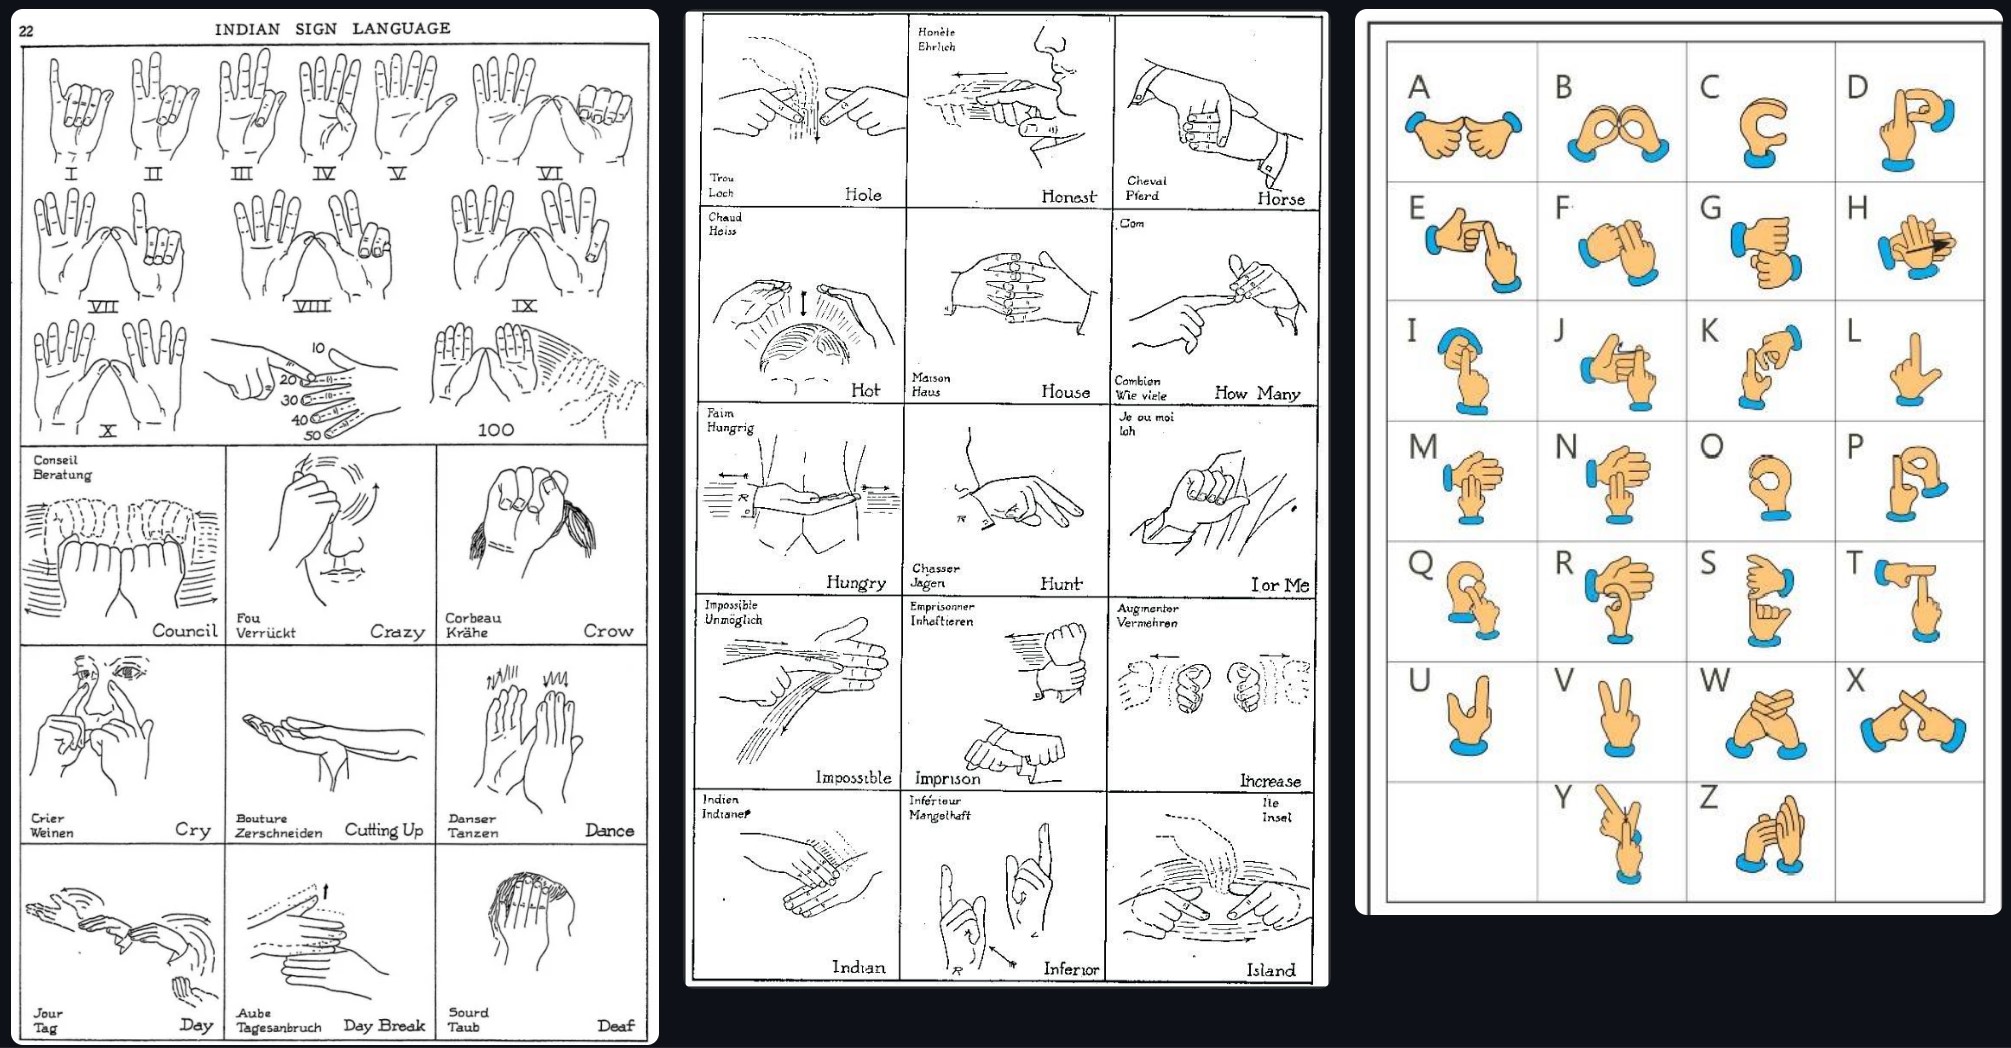 22
INDIAN SIGN LANGUAGE
I
II
III
IV
V
VI
VII
VIII
IX
X
10
20
30
40
50
100
Conseil
Beratung
Council
Fou
Verrückt
Crazy
Corbeau
Krähe
Crow
Crier
Weinen
Cry
Bouture
Zerschneiden
Cutting Up
Danser
Tanzen
Dance
Jour
Tag
Day
Aube
Tagesanbruch
Day Break
Sourd
Taub
Deaf
Trou
Loch
Hole
Honète
Ehrlich
Honest
Cheval
Pferd
Horse
Chaud
Heiss
Hot
Maison
Haus
House
Com
Combien
Wie viele
How Many
Faim
Hungrig
R
Hungry
R
Chasser
Jagen
Hunt
Je ou moi
Ich
I or Me
Impossible
Unmöglich
Impossible
Emprisonner
Inhaftieren
Imprison
Augmenter
Vermehren
Increase
Indien
Indianer
Indian
Inférieur
Mangelhaft
R
Inferior
Ile
Insel
Island
A
B
C
D
E
F
G
H
I
J
K
L
M
N
O
P
Q
R
S
T
U
V
W
X
Y
Z